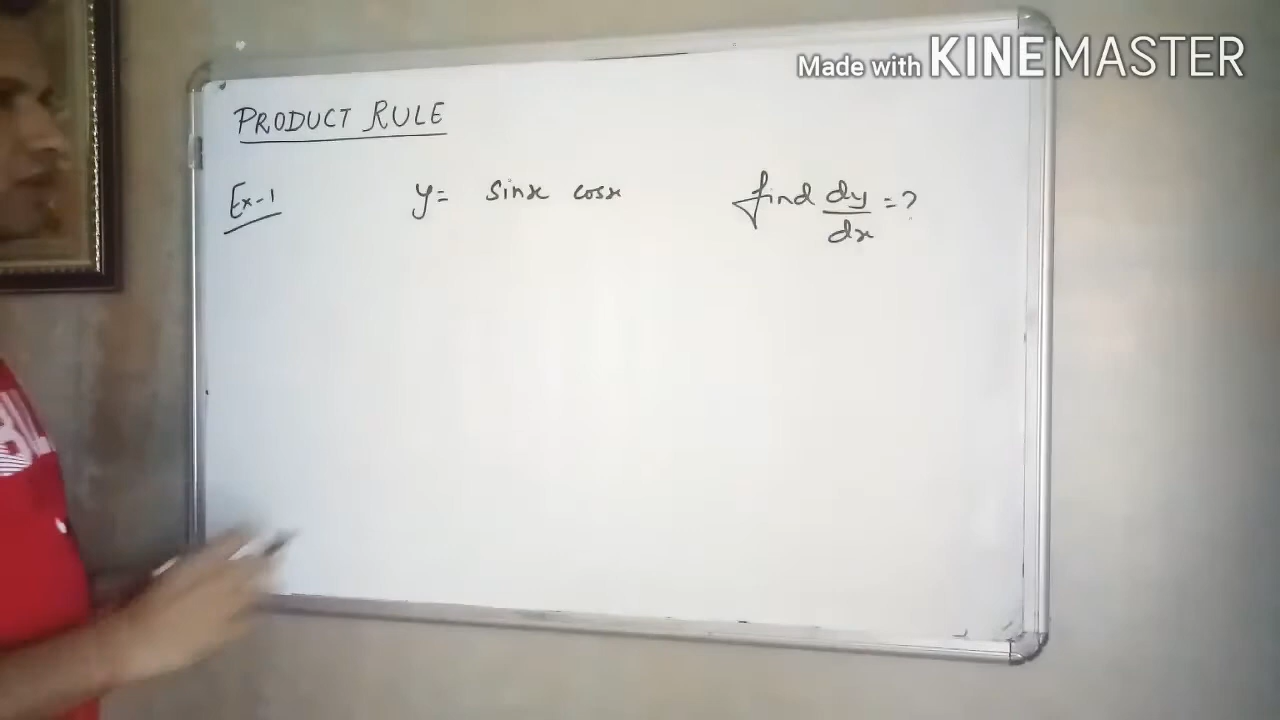 Made with KINEMASTER
PRODUCT RULE
Ex-1 y= sinx cosx find dy/dx =?